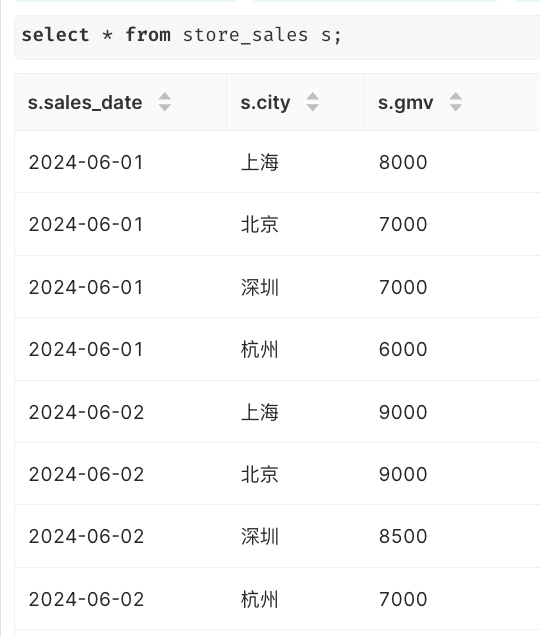 select * from store_sales s;
s.sales_date s.city s.gmv
2024-06-01 上海 8000
2024-06-01 北京 7000
2024-06-01 深圳 7000
2024-06-01 杭州 6000
2024-06-02 上海 9000
2024-06-02 北京 9000
2024-06-02 深圳 8500
2024-06-02 杭州 7000